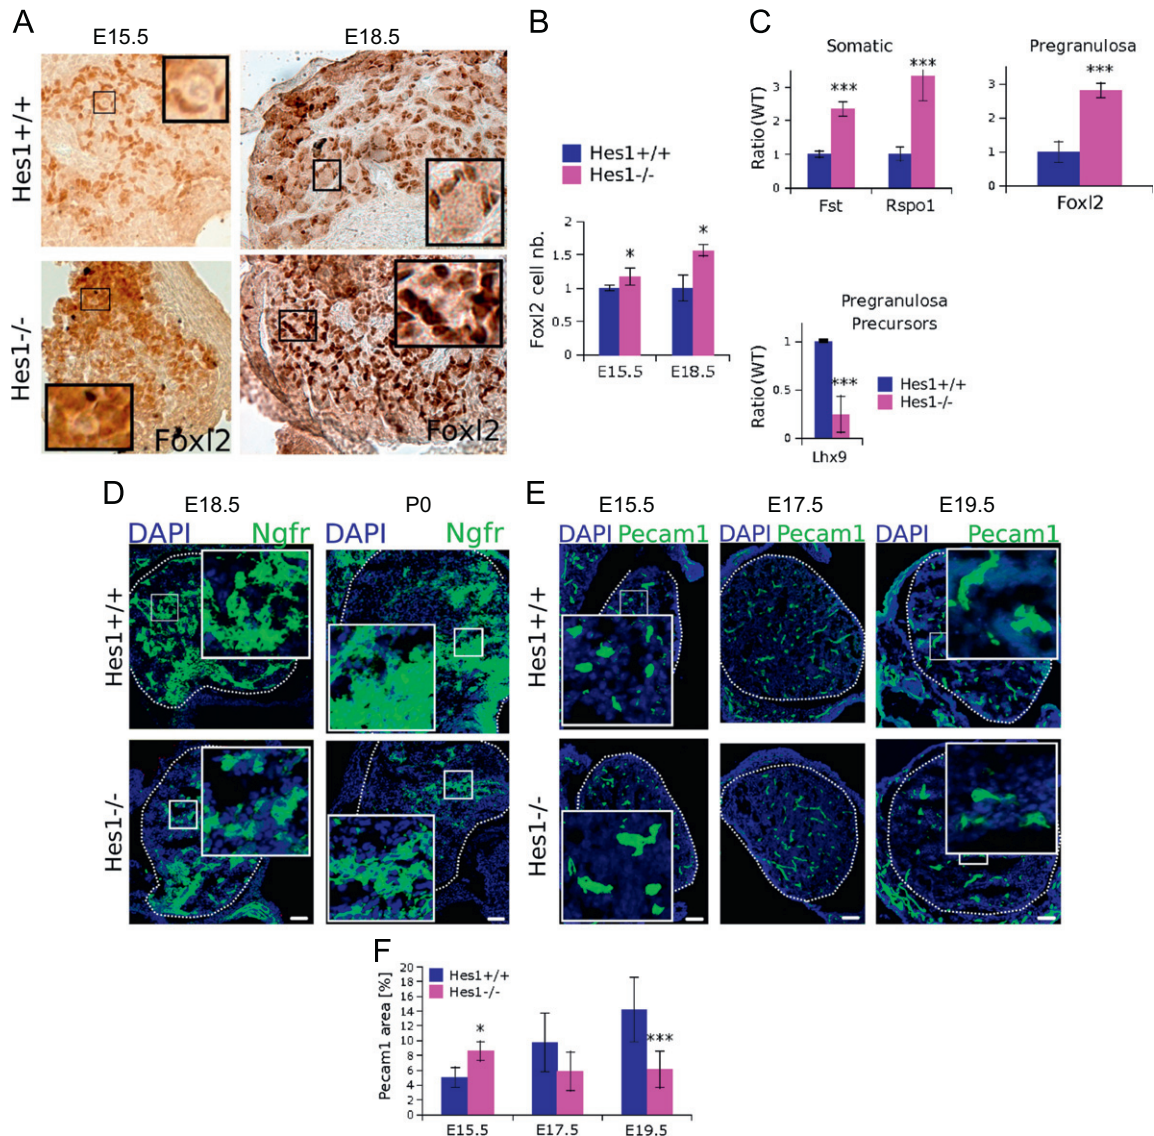 A
E15.5
E18.5
Hes1+/+
Hes1-/-
Foxl2
Foxl2
B
Hes1+/+
Hes1-/-
Foxl2 cell nb.
2
1.5
1
0.5
0
*
*
E15.5
E18.5
C
Somatic
Ratio (WT)
3
2
1
0
***
***
Fst
Rspo1
Pregranulosa
3
2
1
0
***
Foxl2
Pregranulosa
Precursors
Ratio (WT)
1
0.5
0
***
Hes1+/+
Hes1-/-
Lhx9
D
E18.5
P0
DAPI Ngfr
DAPI Ngfr
Hes1+/+
Hes1-/-
E
E15.5
E17.5
E19.5
DAPI Pecam1
DAPI Pecam1
DAPI Pecam1
Hes1+/+
Hes1-/-
F
Pecam1 area [%]
20
18
16
14
12
10
8
6
4
2
0
Hes1+/+
Hes1-/-
*
***
E15.5
E17.5
E19.5